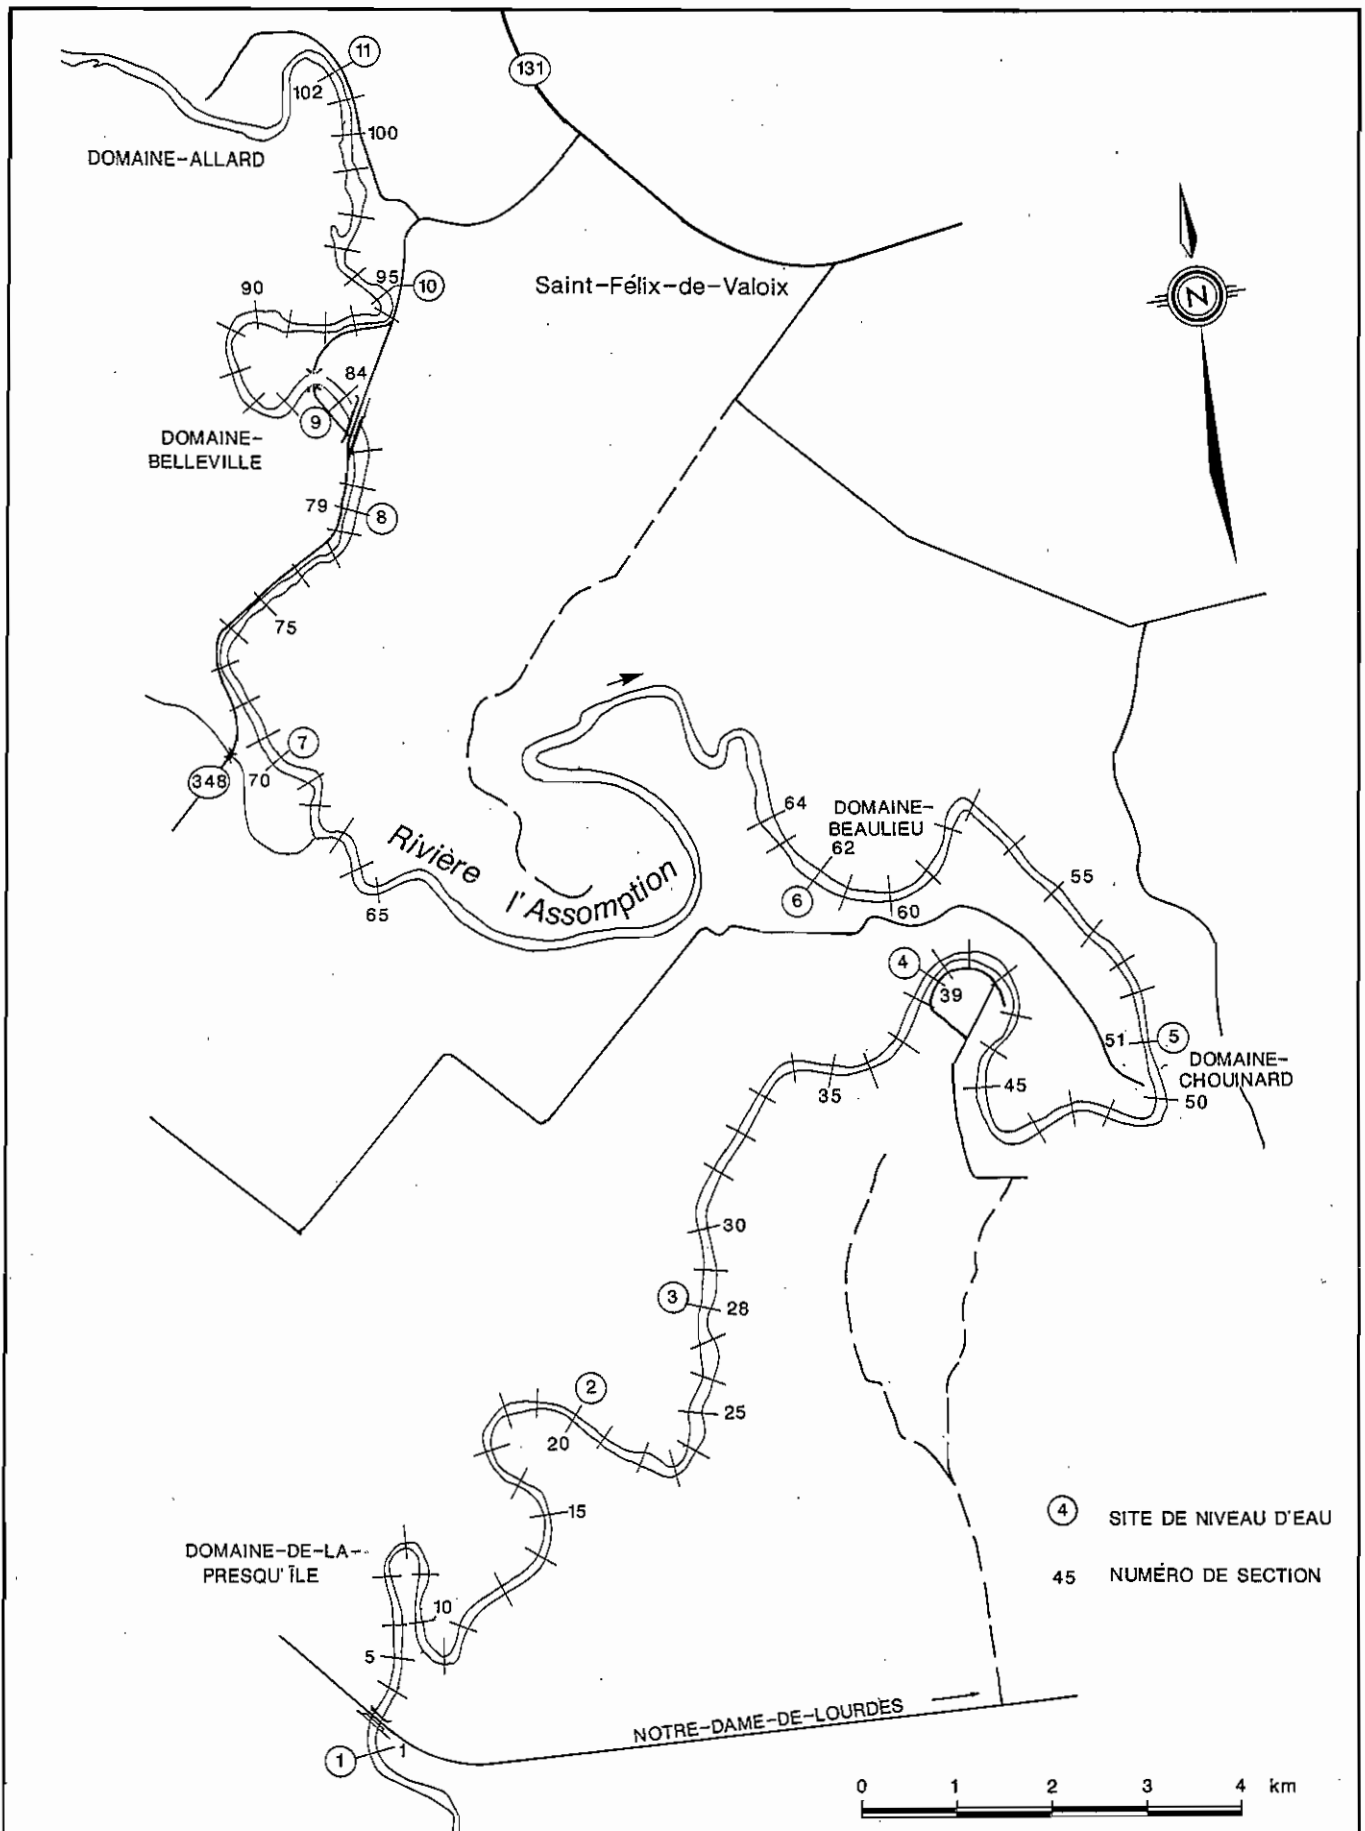 11
131
102
100
DOMAINE-ALLARD
95
10
Saint-Félix-de-Valoix
90
N
84
9
DOMAINE-
BELLEVILLE
79
8
75
7
348
70
64
DOMAINE-
BEAULIEU
62
Rivière
l'Assomption
55
65
6
60
4
39
51
5
DOMAINE-
CHOUINARD
45
50
35
30
3
28
2
25
20
15
4
SITE DE NIVEAU D'EAU
DOMAINE-DE-LA-
PRESQU'ÎLE
45
NUMÉRO DE SECTION
10
5
NOTRE-DAME-DE-LOURDES
1
1
0 1 2 3 4 km